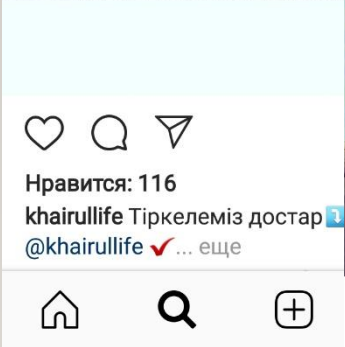 Нравится: 116
khairullife Тіркелеміз достар⤵
@khairullife ✔... еще